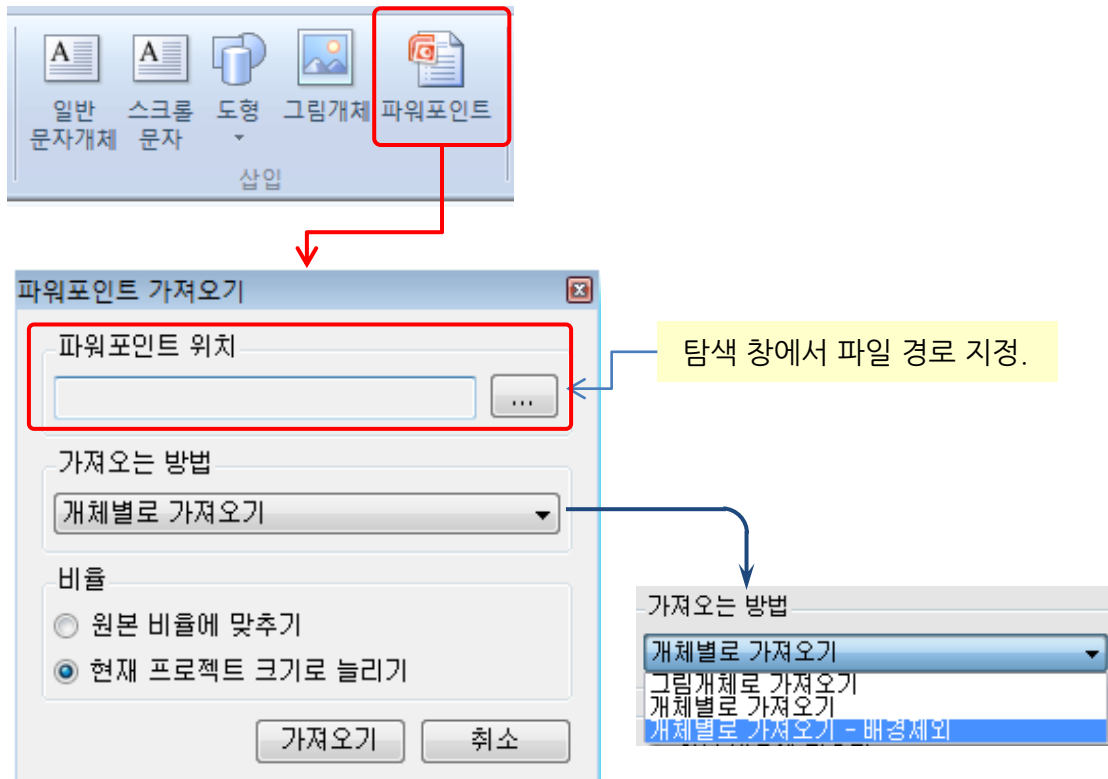 일반 문자개체
스크롤 문자
도형
그림개체
파워포인트
삽입
파워포인트 가져오기
파워포인트 위치
...
탐색 창에서 파일 경로 지정.
가져오는 방법
개체별로 가져오기
비율
원본 비율에 맞추기
현재 프로젝트 크기로 늘리기
가져오기
취소
가져오는 방법
개체별로 가져오기
그림개체로 가져오기
개체별로 가져오기
개체별로 가져오기 - 배경제외